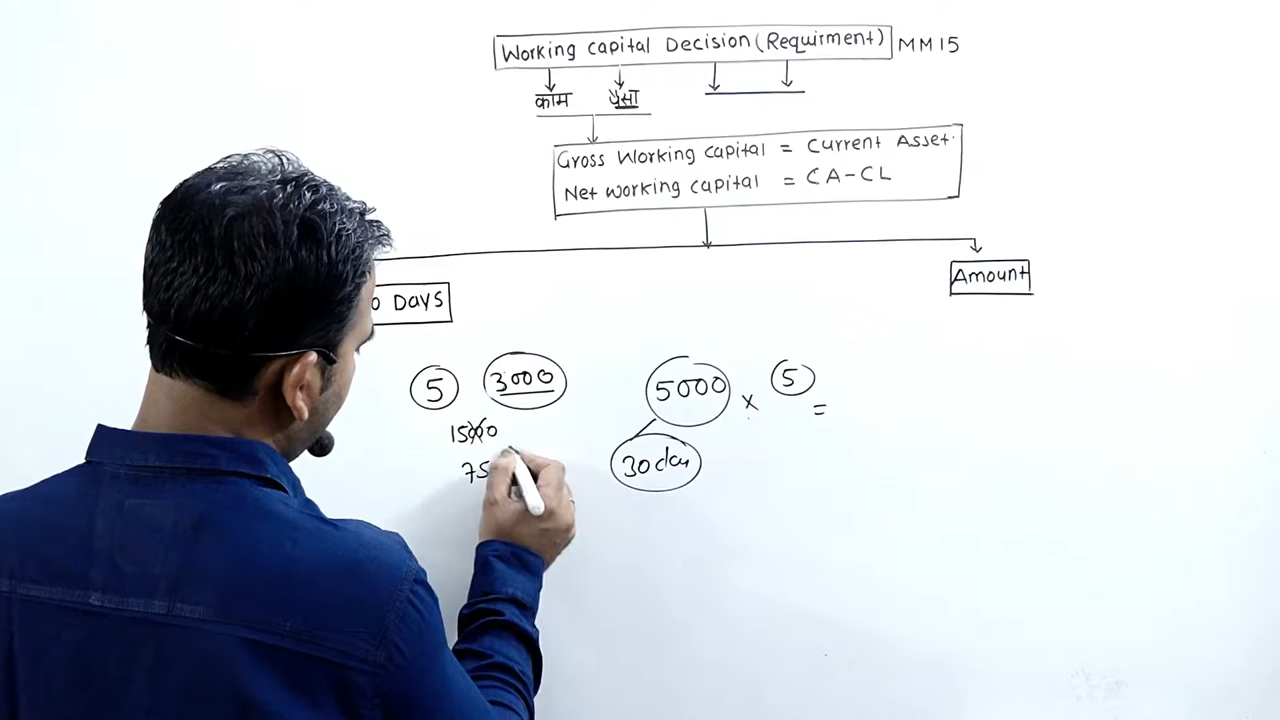 Working capital Decision (Requirment) MM15
काम पैसा
Gross Working capital = Current Asset.
Net working capital = CA-CL
Amount
Days
5 3000 5000 × 5 =
15000
30 day
75